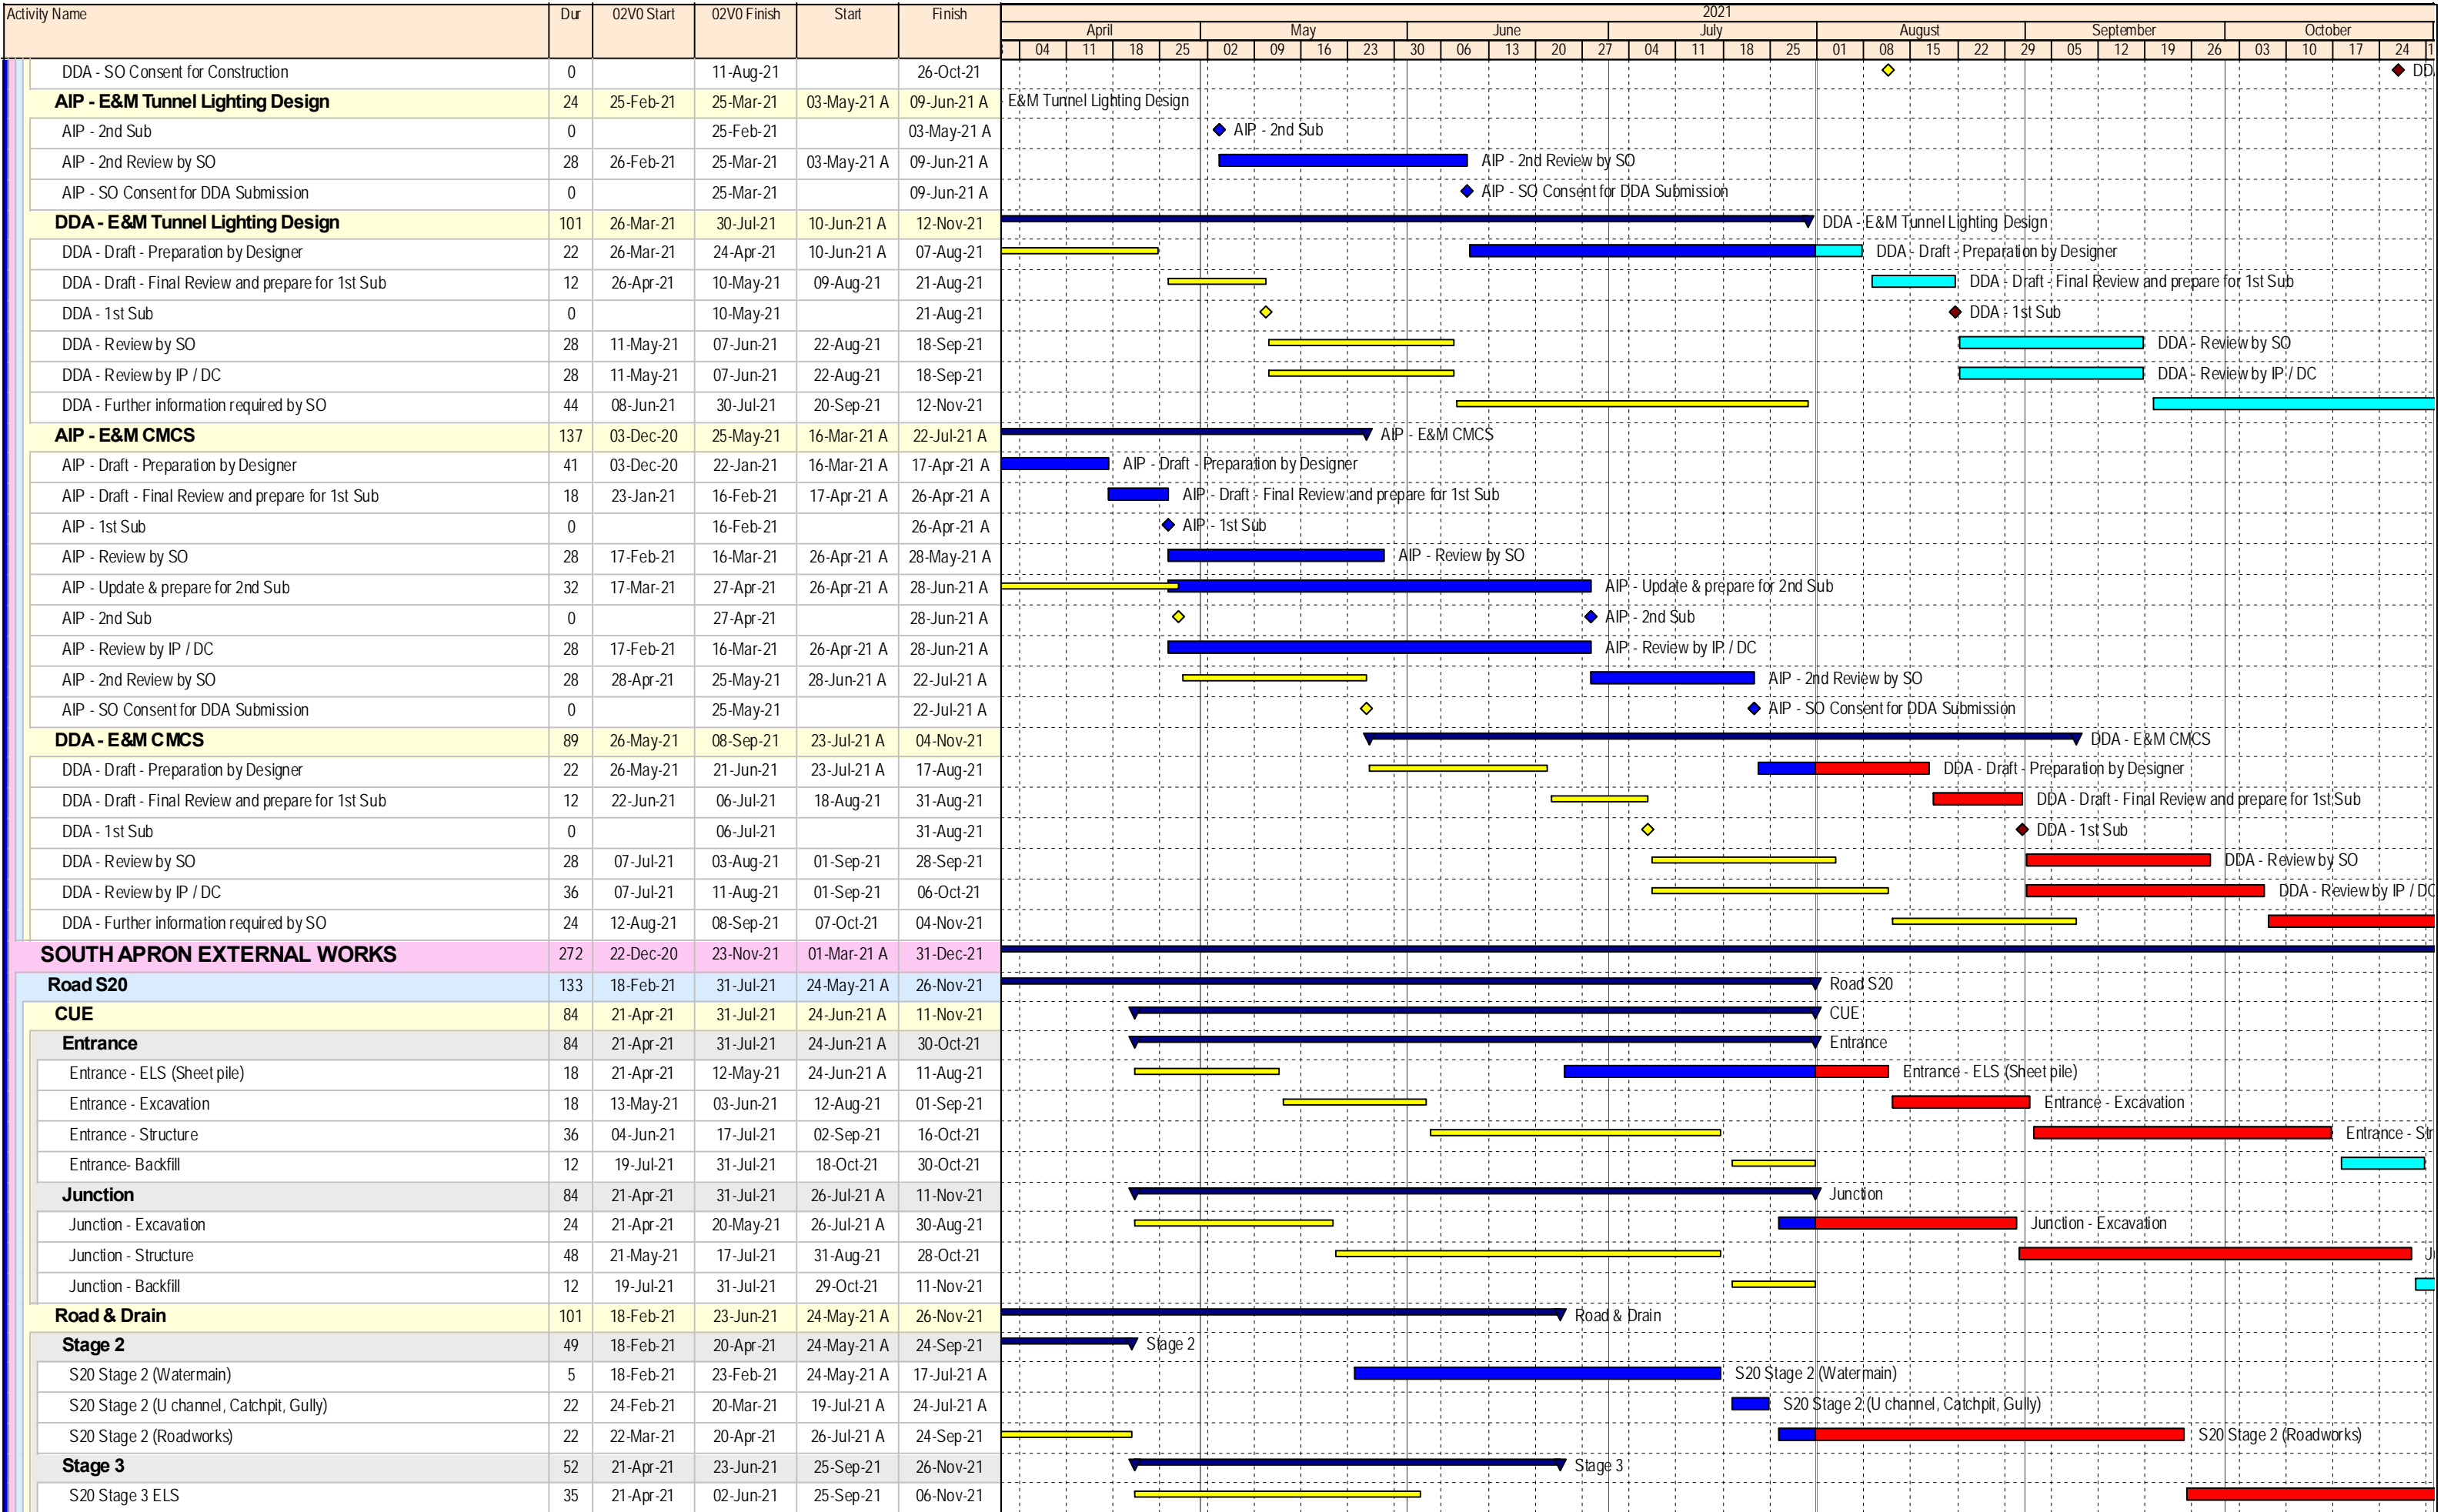 Activity Name Dur 02V0 Start 02V0 Finish Start Finish 2021
April May June July August September October
04 11 18 25 02 09 16 23 30 06 13 20 27 04 11 18 25 01 08 15 22 29 05 12 19 26 03 10 17 24
DDA - SO Consent for Construction 0 11-Aug-21 26-Oct-21 DD
AIP - E&M Tunnel Lighting Design 24 25-Feb-21 25-Mar-21 03-May-21 A 09-Jun-21 A E&M Tunnel Lighting Design
AIP - 2nd Sub 0 25-Feb-21 03-May-21 A AIP - 2nd Sub
AIP - 2nd Review by SO 28 26-Feb-21 25-Mar-21 03-May-21 A 09-Jun-21 A AIP - 2nd Review by SO
AIP - SO Consent for DDA Submission 0 25-Mar-21 09-Jun-21 A AIP - SO Consent for DDA Submission
DDA - E&M Tunnel Lighting Design 101 26-Mar-21 30-Jul-21 10-Jun-21 A 12-Nov-21 DDA - E&M Tunnel Lighting Design
DDA - Draft - Preparation by Designer 22 26-Mar-21 24-Apr-21 10-Jun-21 A 07-Aug-21 DDA - Draft - Preparation by Designer
DDA - Draft - Final Review and prepare for 1st Sub 12 26-Apr-21 10-May-21 09-Aug-21 21-Aug-21 DDA - Draft - Final Review and prepare for 1st Sub
DDA - 1st Sub 0 10-May-21 21-Aug-21 DDA - 1st Sub
DDA - Review by SO 28 11-May-21 07-Jun-21 22-Aug-21 18-Sep-21 DDA - Review by SO
DDA - Review by IP / DC 28 11-May-21 07-Jun-21 22-Aug-21 18-Sep-21 DDA - Review by IP / DC
DDA - Further information required by SO 44 08-Jun-21 30-Jul-21 20-Sep-21 12-Nov-21
AIP - E&M CMCS 137 03-Dec-20 25-May-21 16-Mar-21 A 22-Jul-21 A AIP - E&M CMCS
AIP - Draft - Preparation by Designer 41 03-Dec-20 22-Jan-21 16-Mar-21 A 17-Apr-21 A AIP - Draft - Preparation by Designer
AIP - Draft - Final Review and prepare for 1st Sub 18 23-Jan-21 16-Feb-21 17-Apr-21 A 26-Apr-21 A AIP - Draft - Final Review and prepare for 1st Sub
AIP - 1st Sub 0 16-Feb-21 26-Apr-21 A AIP - 1st Sub
AIP - Review by SO 28 17-Feb-21 16-Mar-21 26-Apr-21 A 28-May-21 A AIP - Review by SO
AIP - Update & prepare for 2nd Sub 32 17-Mar-21 27-Apr-21 26-Apr-21 A 28-Jun-21 A AIP - Update & prepare for 2nd Sub
AIP - 2nd Sub 0 27-Apr-21 28-Jun-21 A AIP - 2nd Sub
AIP - Review by IP / DC 28 17-Feb-21 16-Mar-21 26-Apr-21 A 28-Jun-21 A AIP - Review by IP / DC
AIP - 2nd Review by SO 28 28-Apr-21 25-May-21 28-Jun-21 A 22-Jul-21 A AIP - 2nd Review by SO
AIP - SO Consent for DDA Submission 0 25-May-21 22-Jul-21 A AIP - SO Consent for DDA Submission
DDA - E&M CMCS 89 26-May-21 08-Sep-21 23-Jul-21 A 04-Nov-21 DDA - E&M CMCS
DDA - Draft - Preparation by Designer 22 26-May-21 21-Jun-21 23-Jul-21 A 17-Aug-21 DDA - Draft - Preparation by Designer
DDA - Draft - Final Review and prepare for 1st Sub 12 22-Jun-21 06-Jul-21 18-Aug-21 31-Aug-21 DDA - Draft - Final Review and prepare for 1st Sub
DDA - 1st Sub 0 06-Jul-21 31-Aug-21 DDA - 1st Sub
DDA - Review by SO 28 07-Jul-21 03-Aug-21 01-Sep-21 28-Sep-21 DDA - Review by SO
DDA - Review by IP / DC 36 07-Jul-21 11-Aug-21 01-Sep-21 06-Oct-21 DDA - Review by IP / DC
DDA - Further information required by SO 24 12-Aug-21 08-Sep-21 07-Oct-21 04-Nov-21
SOUTH APRON EXTERNAL WORKS 272 22-Dec-20 23-Nov-21 01-Mar-21 A 31-Dec-21
Road S20 133 18-Feb-21 31-Jul-21 24-May-21 A 26-Nov-21 Road S20
CUE 84 21-Apr-21 31-Jul-21 24-Jun-21 A 11-Nov-21 CUE
Entrance 84 21-Apr-21 31-Jul-21 24-Jun-21 A 30-Oct-21 Entrance
Entrance - ELS (Sheet pile) 18 21-Apr-21 12-May-21 24-Jun-21 A 11-Aug-21 Entrance - ELS (Sheet pile)
Entrance - Excavation 18 13-May-21 03-Jun-21 12-Aug-21 01-Sep-21 Entrance - Excavation
Entrance - Structure 36 04-Jun-21 17-Jul-21 02-Sep-21 16-Oct-21 Entrance - Str
Entrance- Backfill 12 19-Jul-21 31-Jul-21 18-Oct-21 30-Oct-21
Junction 84 21-Apr-21 31-Jul-21 26-Jul-21 A 11-Nov-21 Junction
Junction - Excavation 24 21-Apr-21 20-May-21 26-Jul-21 A 30-Aug-21 Junction - Excavation
Junction - Structure 48 21-May-21 17-Jul-21 31-Aug-21 28-Oct-21
Junction - Backfill 12 19-Jul-21 31-Jul-21 29-Oct-21 11-Nov-21
Road & Drain 101 18-Feb-21 23-Jun-21 24-May-21 A 26-Nov-21 Road & Drain
Stage 2 49 18-Feb-21 20-Apr-21 24-May-21 A 24-Sep-21 Stage 2
S20 Stage 2 (Watermain) 5 18-Feb-21 23-Feb-21 24-May-21 A 17-Jul-21 A S20 Stage 2 (Watermain)
S20 Stage 2 (U channel, Catchpit, Gully) 22 24-Feb-21 20-Mar-21 19-Jul-21 A 24-Jul-21 A S20 Stage 2 (U channel, Catchpit, Gully)
S20 Stage 2 (Roadworks) 22 22-Mar-21 20-Apr-21 26-Jul-21 A 24-Sep-21 S20 Stage 2 (Roadworks)
Stage 3 52 21-Apr-21 23-Jun-21 25-Sep-21 26-Nov-21 Stage 3
S20 Stage 3 ELS 35 21-Apr-21 02-Jun-21 25-Sep-21 06-Nov-21